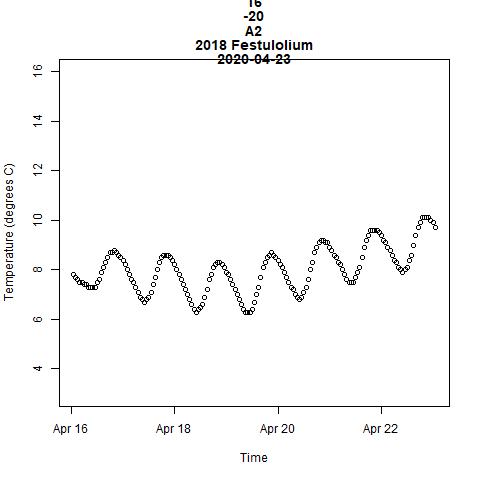 16
-20
A2
2018 Festulolium
2020-04-23
16
14
12
10
8
6
4
Temperature (degrees C)
Apr 16
Apr 18
Apr 20
Apr 22
Time